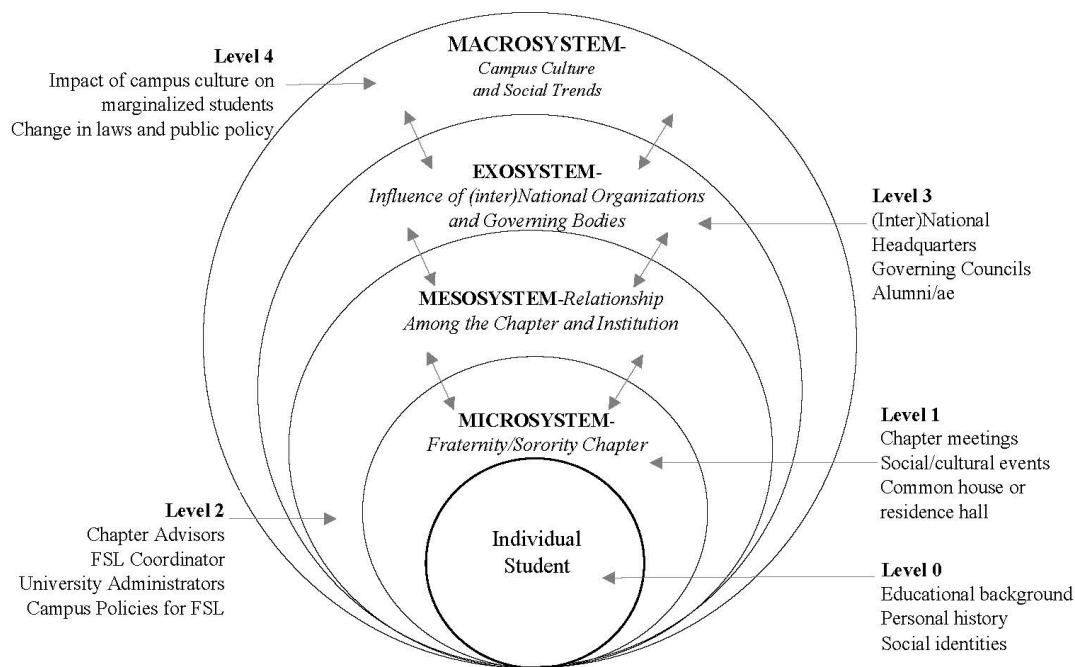 MACROSYSTEM-
Campus Culture
and Social Trends
Level 4
Impact of campus culture on
marginalized students
Change in laws and public policy
EXOSYSTEM-
Influence of (inter)National Organizations
and Governing Bodies
Level 3
(Inter)National
Headquarters
Governing Councils
Alumni/ae
MESOSYSTEM-Relationship
Among the Chapter and Institution
MICROSYSTEM-
Fraternity/Sorority Chapter
Level 1
Chapter meetings
Social/cultural events
Common house or
residence hall
Level 2
Chapter Advisors
FSL Coordinator
University Administrators
Campus Policies for FSL
Individual
Student
Level 0
Educational background
Personal history
Social identities